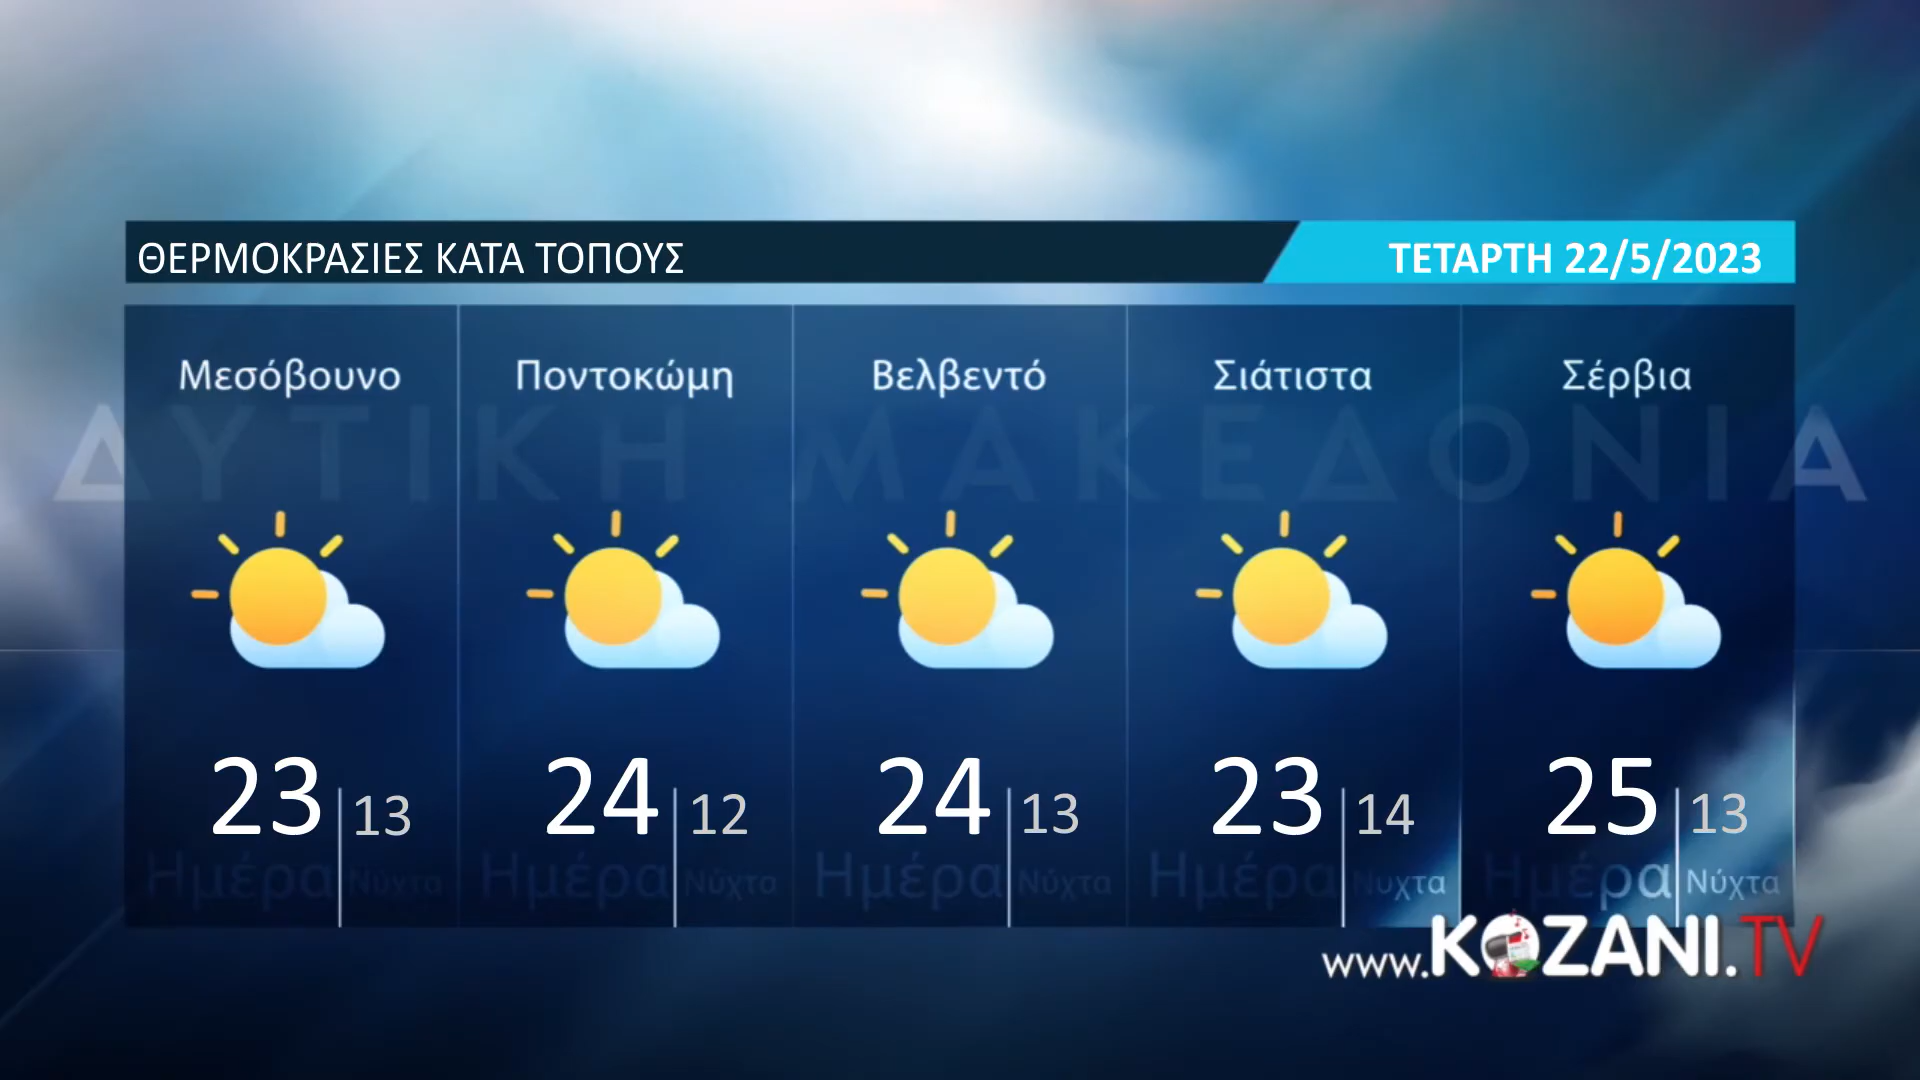 ΘΕΡΜΟΚΡΑΣΙΕΣ ΚΑΤΑ ΤΟΠΟΥΣ
ΤΕΤΑΡΤΗ 22/5/2023
Μεσόβουνο Ποντοκώμη Βελβεντό Σιάτιστα Σέρβια
ΔΥΤΙΚΗ ΜΑΚΕΔΟΝΙΑ
23 13 24 12 24 13 23 14 25 13
Ημέρα Νύχτα Ημέρα Νύχτα Ημέρα Νύχτα Ημέρα Νύχτα Ημέρα Νύχτα
www.KOZANI.TV